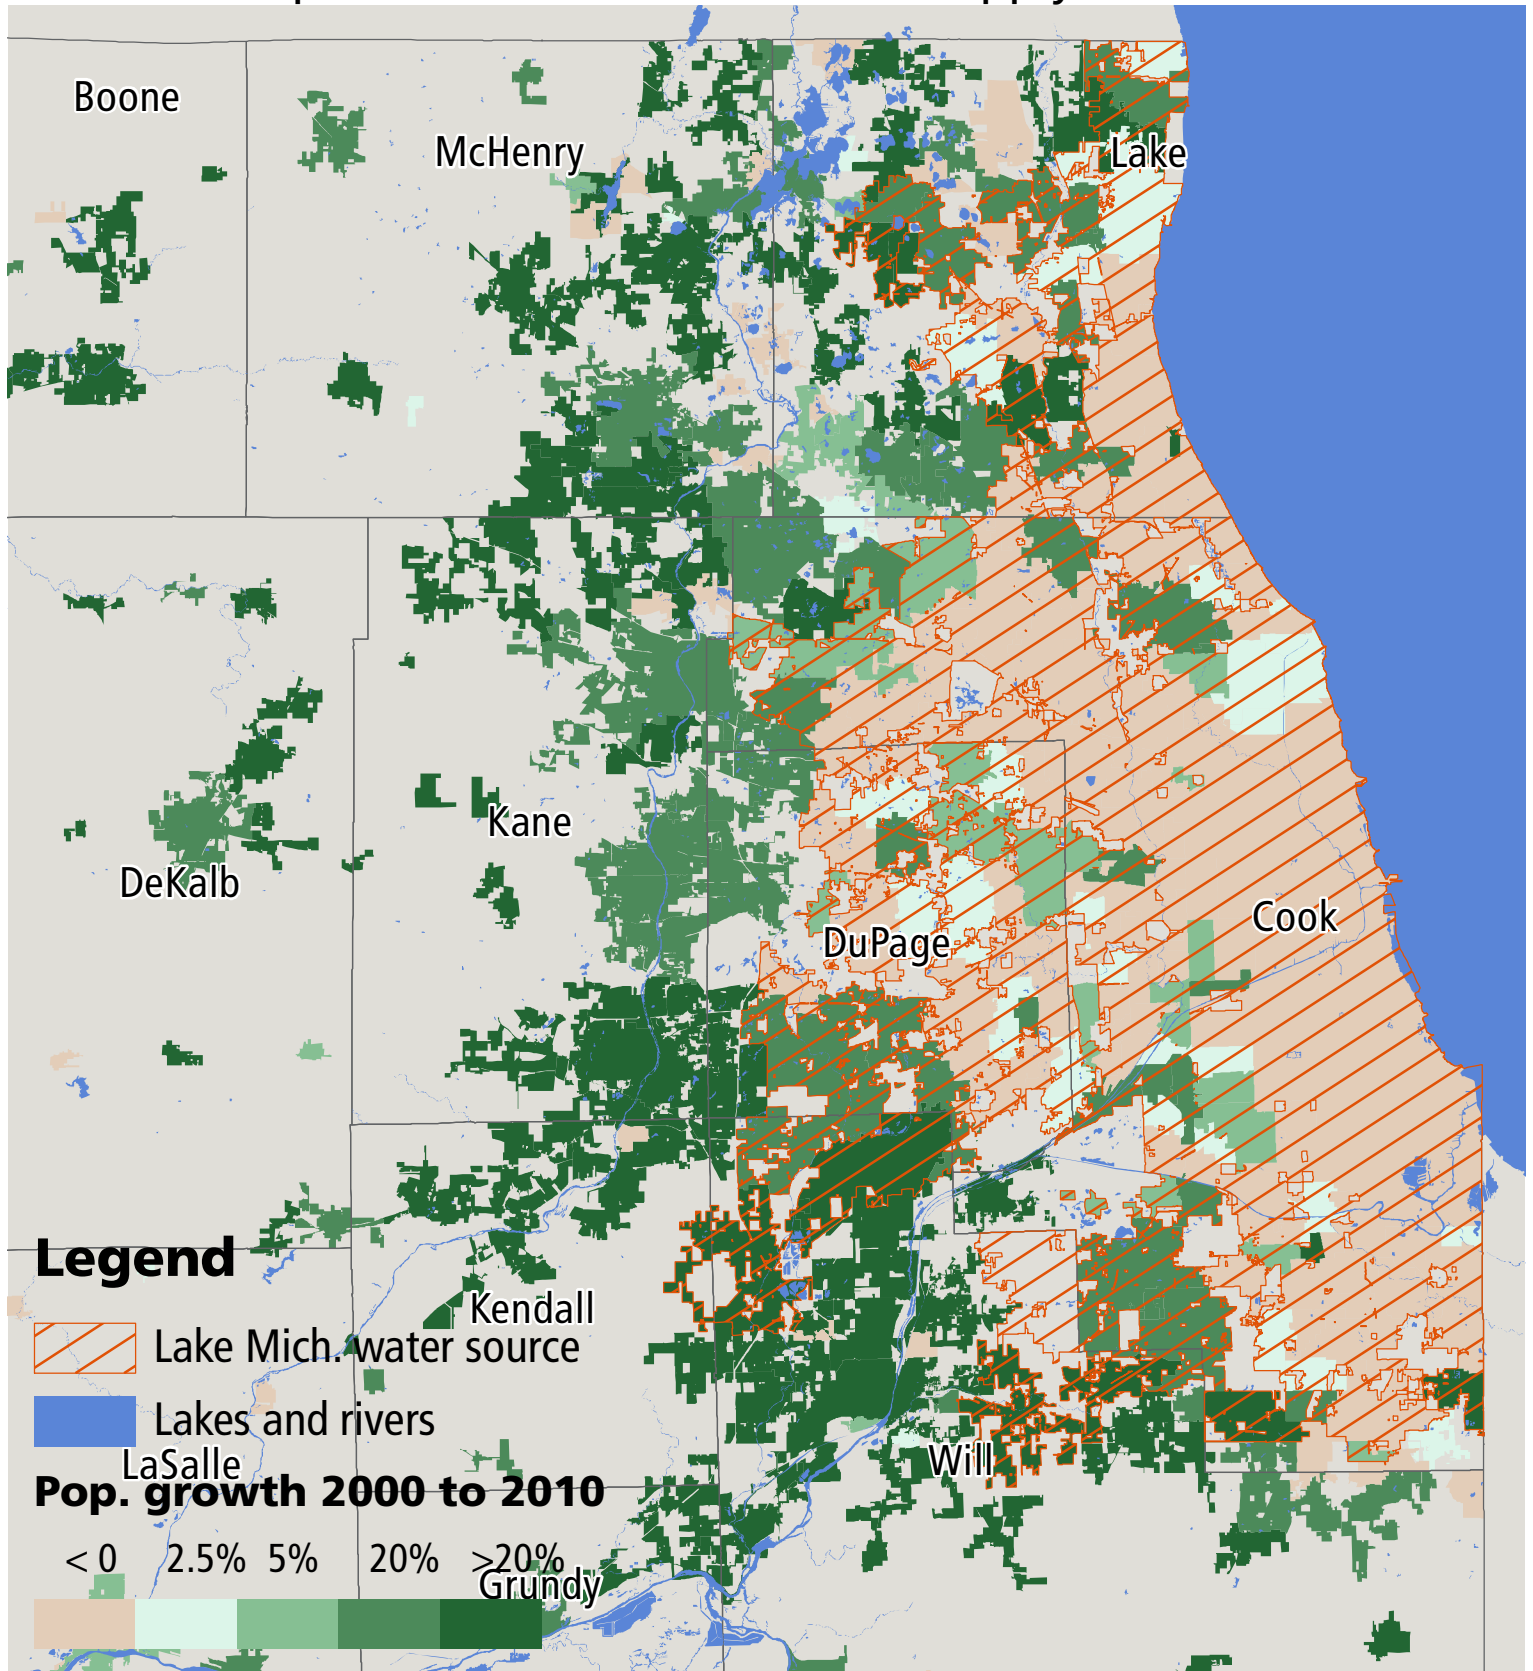 Boone
McHenry
Lake
Kane
DeKalb
Cook
DuPage
Legend
Kendall
Lake Mich. water source
Lakes and rivers
LaSalle
Will
Pop. growth 2000 to 2010
< 0 2.5% 5% 20% >20%
Grundy